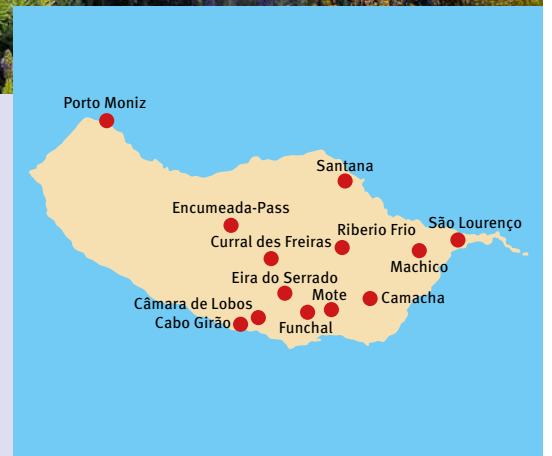 Porto Moniz
Santana
Encumeada-Pass
Riberio Frio
São Lourenço
Curral des Freiras
Machico
Eira do Serrado
Mote
Camacha
Câmara de Lobos
Cabo Girão
Funchal